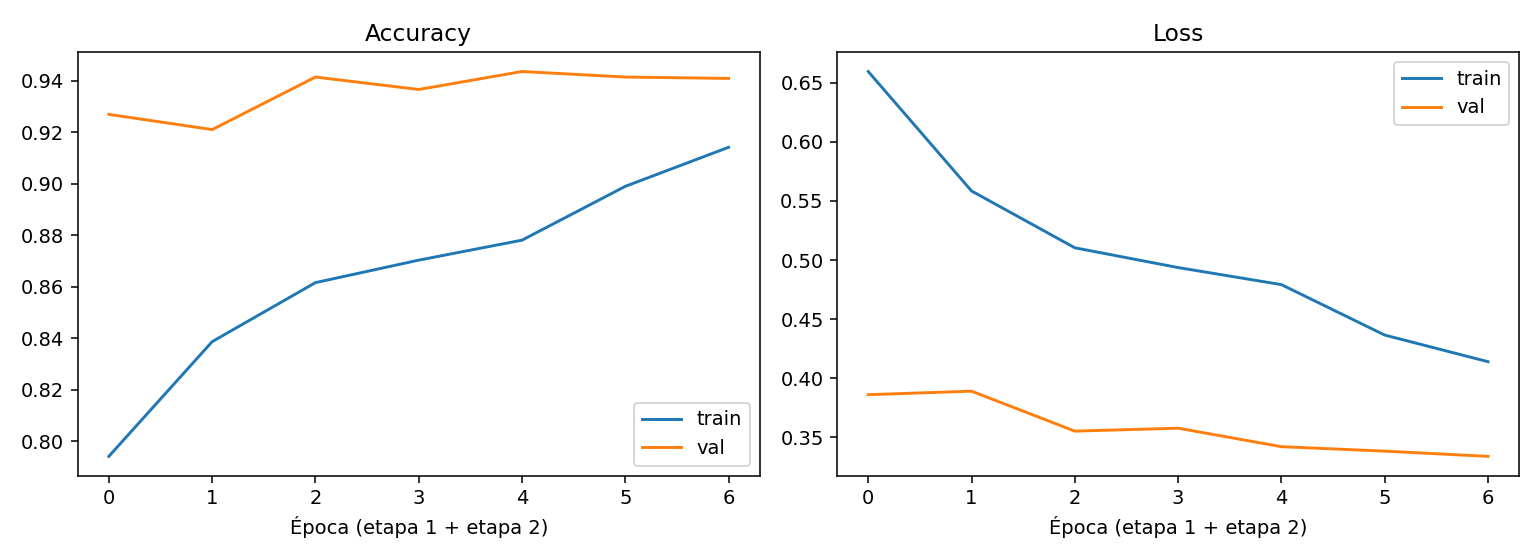 Accuracy
0.94
0.92
0.90
0.88
0.86
0.84
0.82
0.80
train
val
0 1 2 3 4 5 6
Época (etapa 1 + etapa 2)
Loss
0.65
0.60
0.55
0.50
0.45
0.40
0.35
train
val
0 1 2 3 4 5 6
Época (etapa 1 + etapa 2)